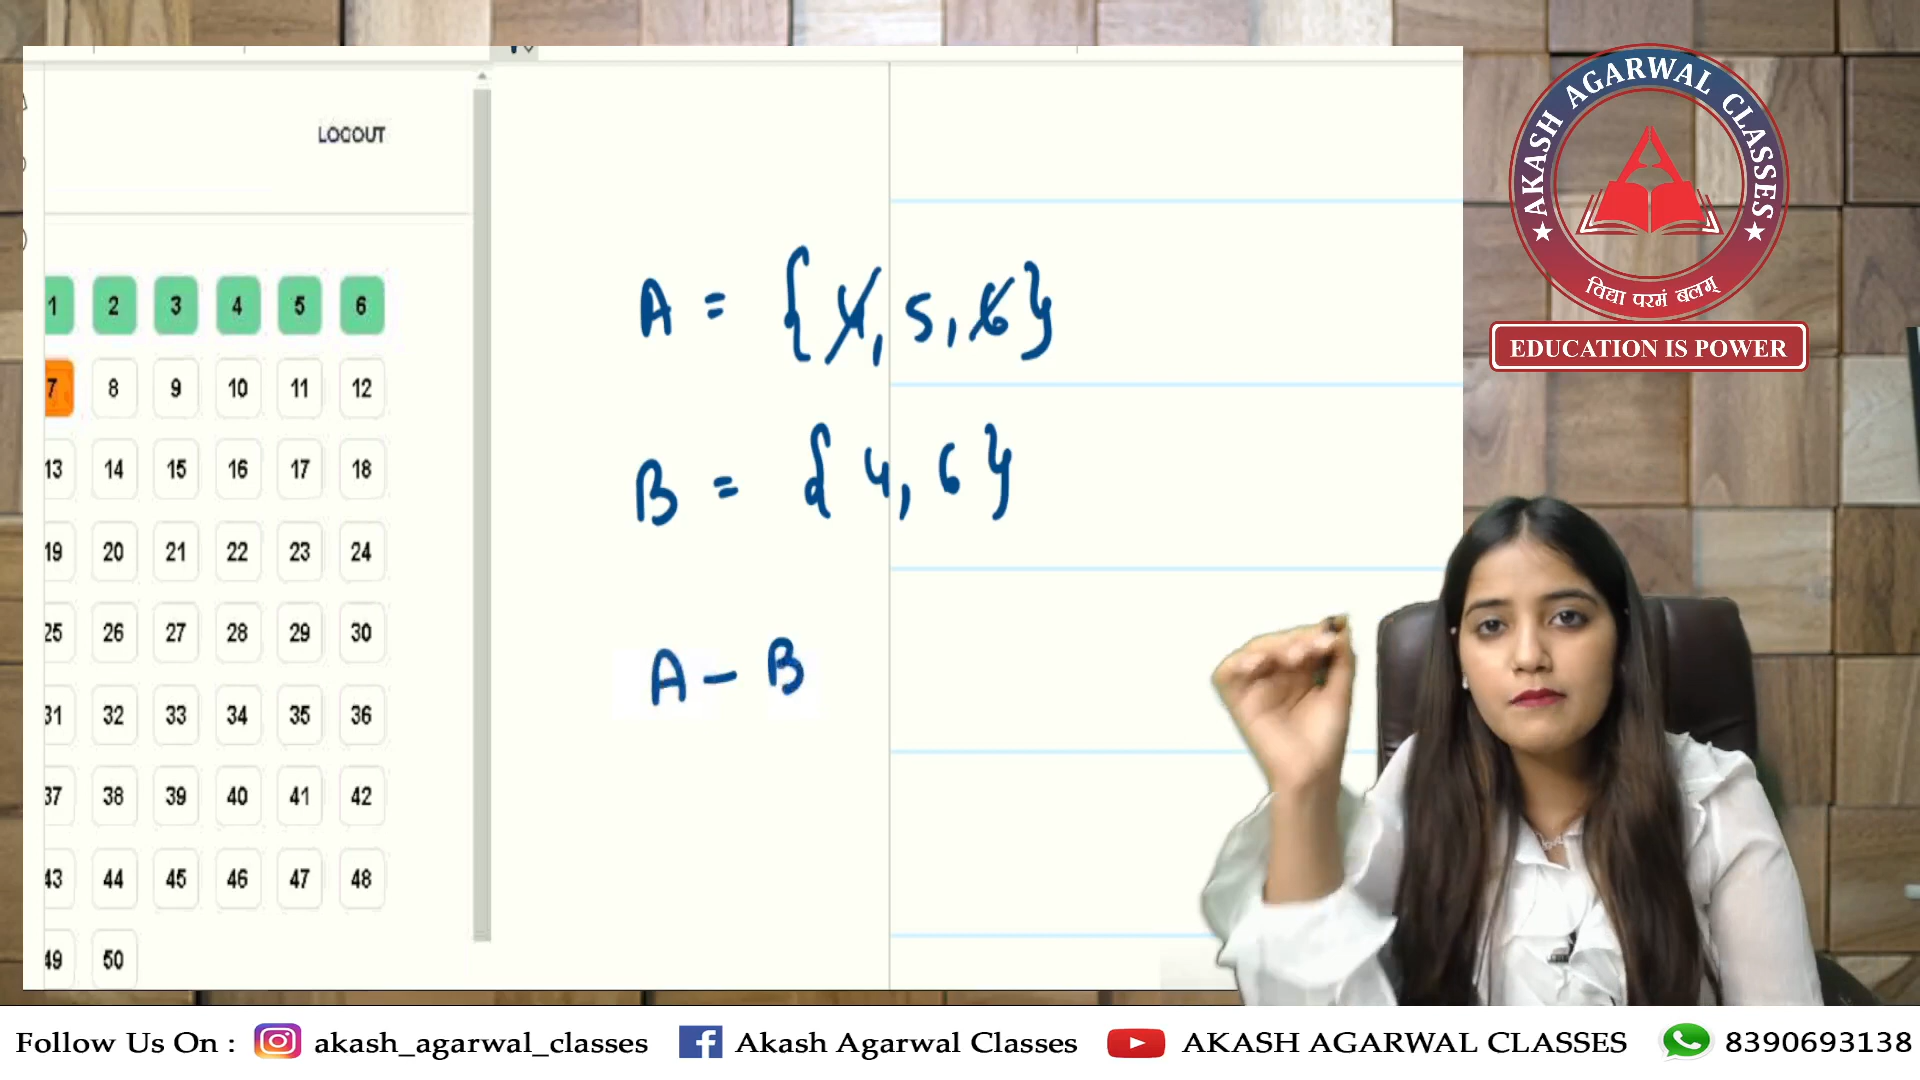 LOGOUT
1 2 3 4 5 6
7 8 9 10 11 12
13 14 15 16 17 18
19 20 21 22 23 24
25 26 27 28 29 30
31 32 33 34 35 36
37 38 39 40 41 42
43 44 45 46 47 48
49 50
A = {4, 5, 6}
B = {4, 6}
A - B
★ AKASH AGARWAL CLASSES ★
विद्या परमं बलम्
EDUCATION IS POWER
Follow Us On : akash_agarwal_classes Akash Agarwal Classes AKASH AGARWAL CLASSES 8390693138